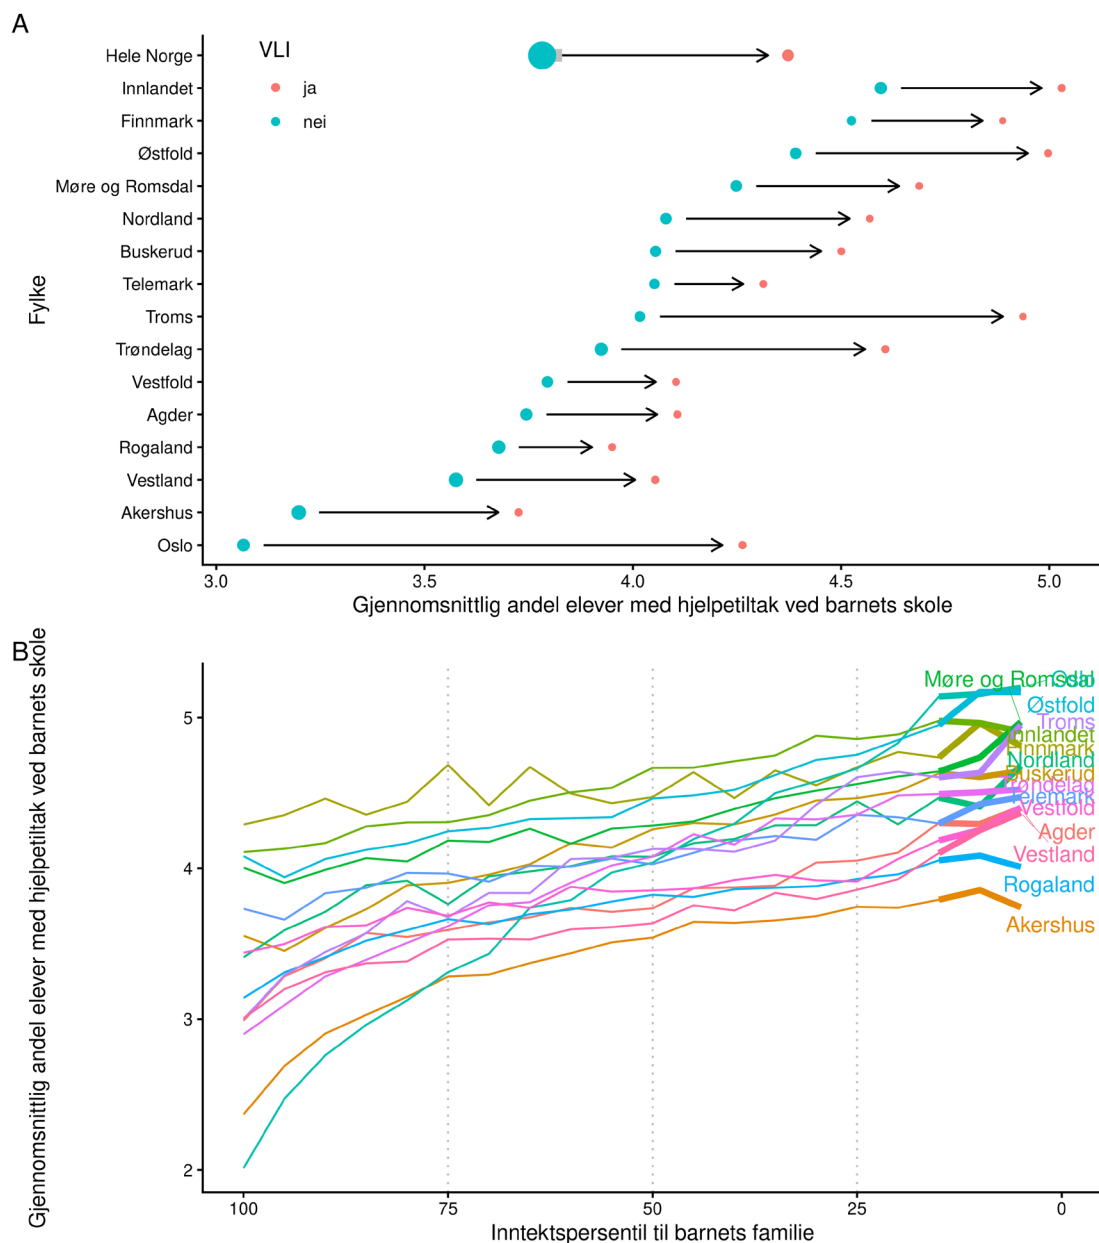 A
VLI
ja
nei
Hele Norge
Innlandet
Finnmark
Østfold
Møre og Romsdal
Nordland
Buskerud
Telemark
Troms
Trøndelag
Vestfold
Agder
Rogaland
Vestland
Akershus
Oslo
Fylke
3.0
3.5
4.0
4.5
5.0
Gjennomsnittlig andel elever med hjelpetiltak ved barnets skole
B
Gjennomsnittlig andel elever med hjelpetiltak ved barnets skole
5
4
3
2
Møre og Romsdal
Oslo
Østfold
Troms
Innlandet
Finnmark
Nordland
Buskerud
Trøndelag
Telemark
Vestfold
Agder
Vestland
Rogaland
Akershus
100
75
50
25
0
Inntektspersentil til barnets familie